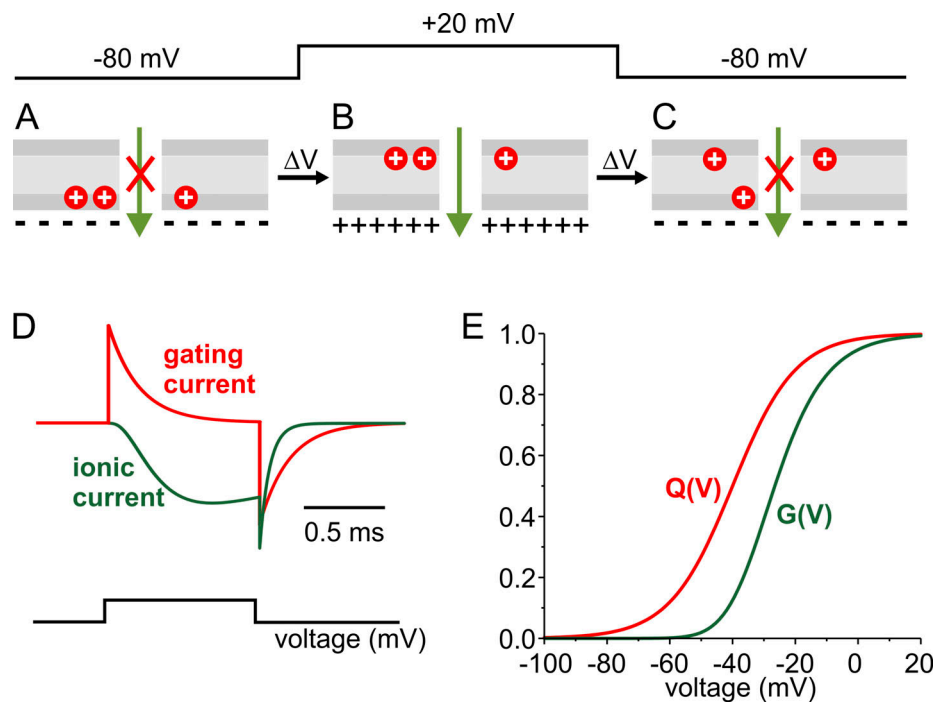 +20 mV
-80 mV
-80 mV
A
B
C
ΔV
ΔV
+ +
+
+ +
+
+
+
+
- - - - - - - - - - -
+ + + + + + + + + + + +
- - - - - - - - - - -
D
gating
current
ionic
current
0.5 ms
voltage (mV)
E
1.0
0.8
0.6
0.4
0.2
0.0
Q(V)
G(V)
-100 -80 -60 -40 -20 0 20
voltage (mV)